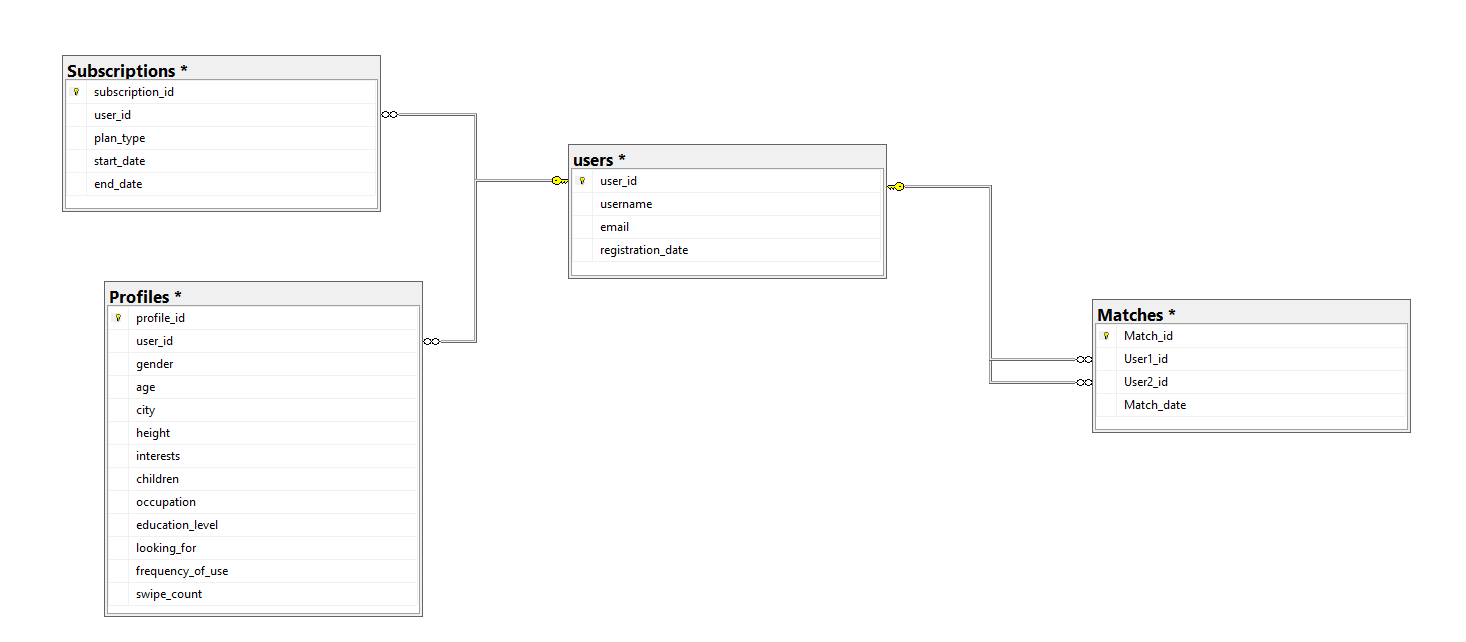 Subscriptions *
subscription_id
user_id
plan_type
start_date
end_date
users *
user_id
username
email
registration_date
Profiles *
profile_id
user_id
gender
age
city
height
interests
children
occupation
education_level
looking_for
frequency_of_use
swipe_count
Matches *
Match_id
User1_id
User2_id
Match_date